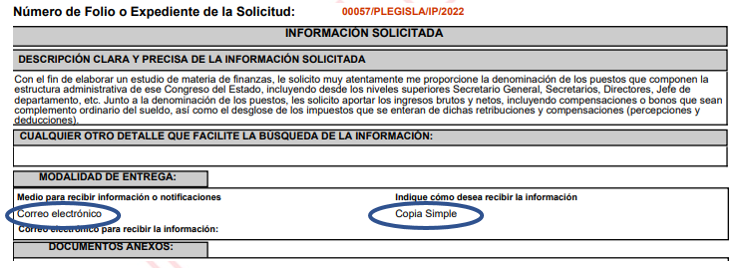 Número de Folio o Expediente de la Solicitud: 00057/PLEGISLA/IP/2022
INFORMACIÓN SOLICITADA
DESCRIPCIÓN CLARA Y PRECISA DE LA INFORMACIÓN SOLICITADA
Con el fin de elaborar un estudio de materia de finanzas, le solicito muy atentamente me proporcione la denominación de los puestos que componen la
estructura administrativa de ese Congreso del Estado, incluyendo desde los niveles superiores Secretario General, Secretarios, Directores, Jefe de
departamento, etc. Junto a la denominación de los puestos, les solicito aportar los ingresos brutos y netos, incluyendo compensaciones o bonos que sean
complemento ordinario del sueldo, así como el desglose de los impuestos que se enteran de dichas retribuciones y compensaciones (percepciones y
deducciones).
CUALQUIER OTRO DETALLE QUE FACILITE LA BÚSQUEDA DE LA INFORMACIÓN:
MODALIDAD DE ENTREGA:
Medio para recibir información o notificaciones Indique cómo desea recibir la información
Correo electrónico Copia Simple
Correo electrónico para recibir la información:
DOCUMENTOS ANEXOS: